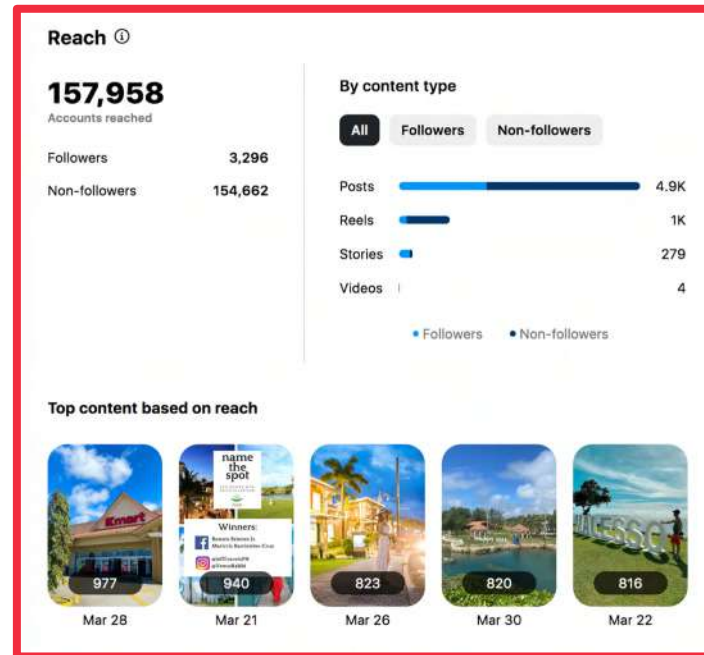 Reach
157,958
Accounts reached
Followers 3,296
Non-followers 154,662
By content type
All Followers Non-followers
Posts 4.9K
Reels 1K
Stories 279
Videos 4
Followers Non-followers
Top content based on reach
Kmart
977
Mar 28
name
the
spot
Winners:
940
Mar 21
823
Mar 26
820
Mar 30
816
Mar 22